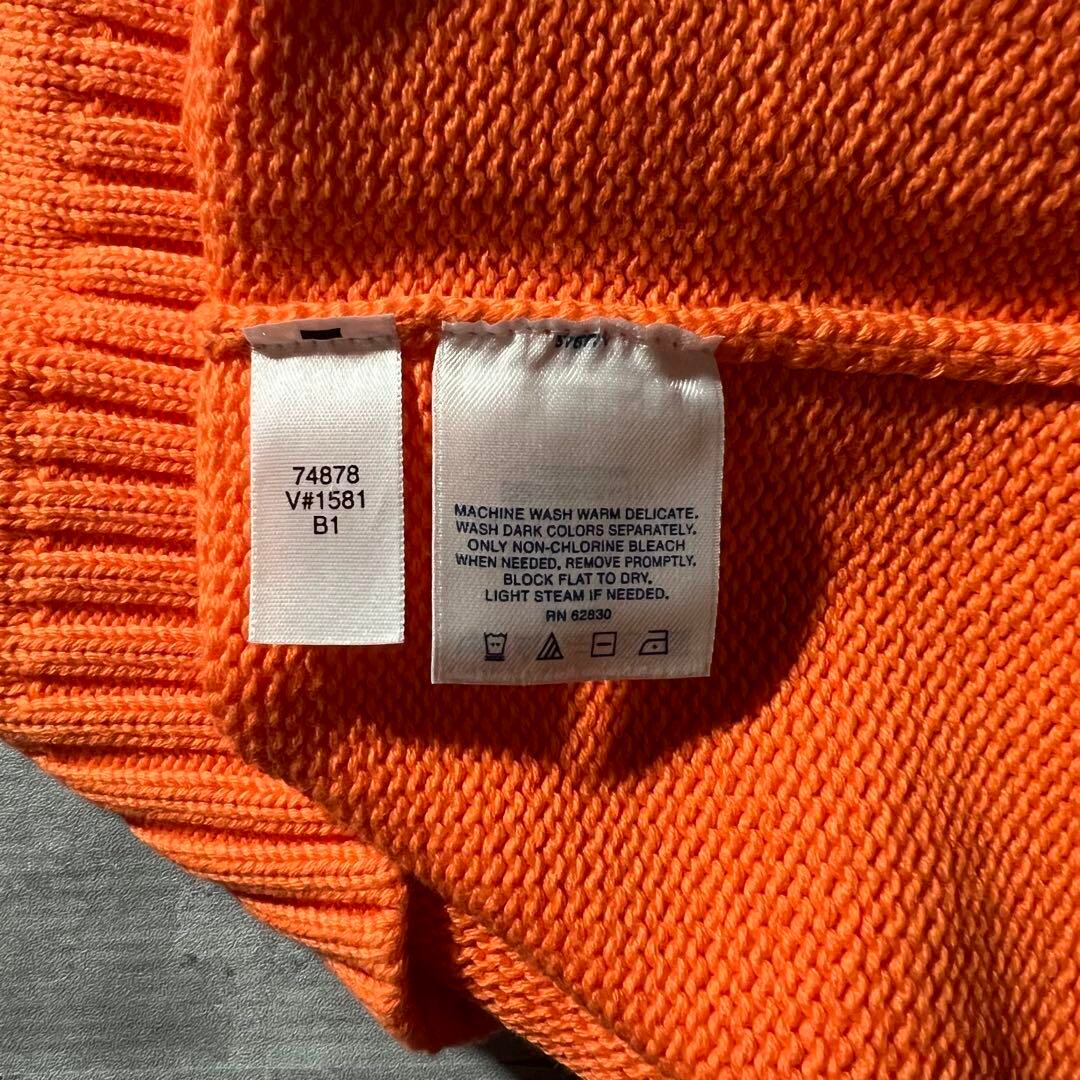 74878
V#1581
B1
MACHINE WASH WARM DELICATE.
WASH DARK COLORS SEPARATELY.
ONLY NON-CHLORINE BLEACH
WHEN NEEDED, REMOVE PROMPTLY.
BLOCK FLAT TO DRY.
LIGHT STEAM IF NEEDED.
RN 62830